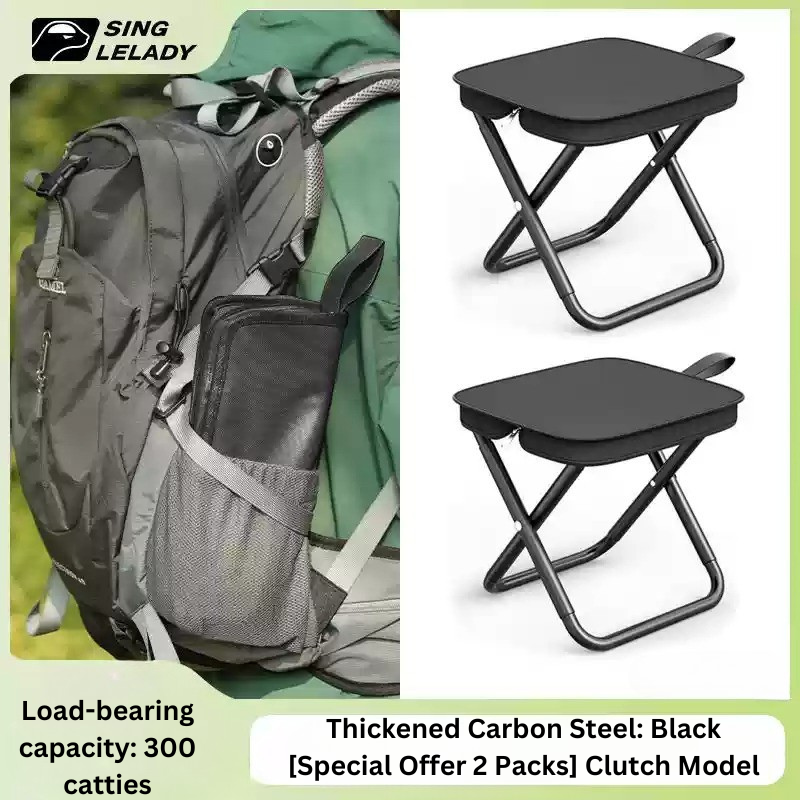 SING
LELADY
Load-bearing
capacity: 300
catties
Thickened Carbon Steel: Black
[Special Offer 2 Packs] Clutch Model